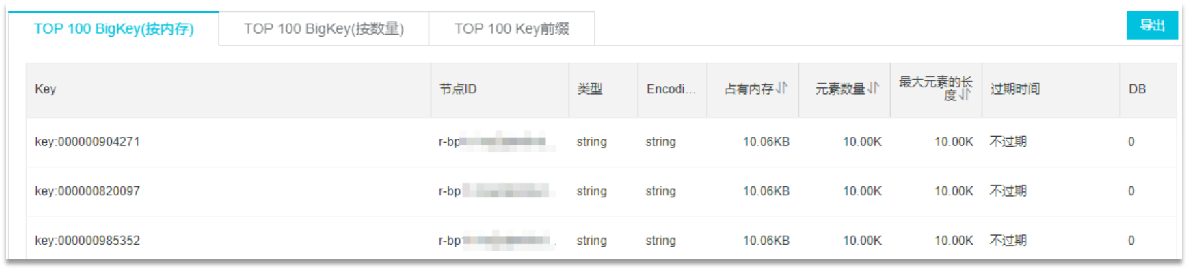 TOP 100 BigKey(按内存) TOP 100 BigKey(按数量) TOP 100 Key前缀 导出
Key 节点ID 类型 Encodi... 占有内存 元素数量 最大元素的长度 过期时间 DB
key:000000904271 r-bp string string 10.06KB 10.00K 10.00K 不过期 0
key:000000820097 r-bp string string 10.06KB 10.00K 10.00K 不过期 0
key:000000985352 r-bp string string 10.06KB 10.00K 10.00K 不过期 0